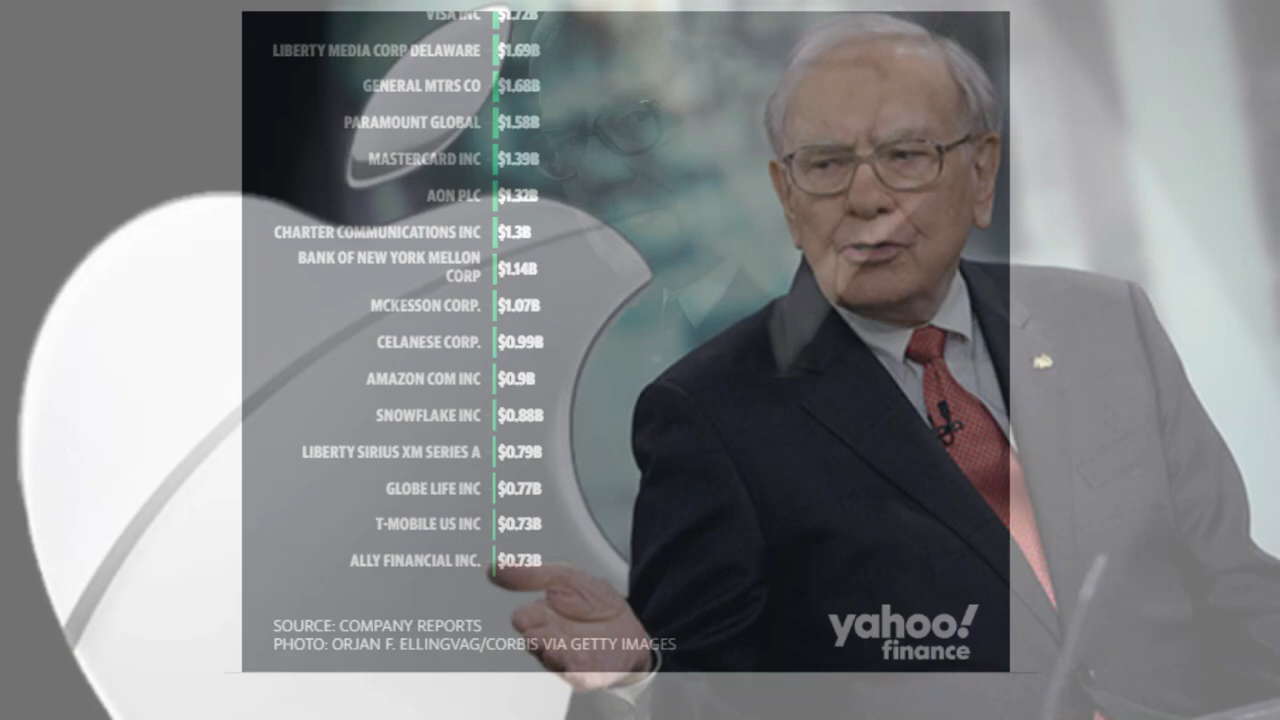 VISA INC $1.72B
LIBERTY MEDIA CORP DELAWARE $1.69B
GENERAL MTRS CO $1.68B
PARAMOUNT GLOBAL $1.58B
MASTERCARD INC $1.39B
AON PLC $1.32B
CHARTER COMMUNICATIONS INC $1.3B
BANK OF NEW YORK MELLON
CORP $1.14B
MCKESSON CORP. $1.07B
CELANESE CORP. $0.99B
AMAZON COM INC $0.9B
SNOWFLAKE INC $0.88B
LIBERTY SIRIUS XM SERIES A $0.79B
GLOBE LIFE INC $0.77B
T-MOBILE US INC $0.73B
ALLY FINANCIAL INC. $0.73B
SOURCE: COMPANY REPORTS
PHOTO: ORJAN F. ELLINGVAG/CORBIS VIA GETTY IMAGES
yahoo!
finance